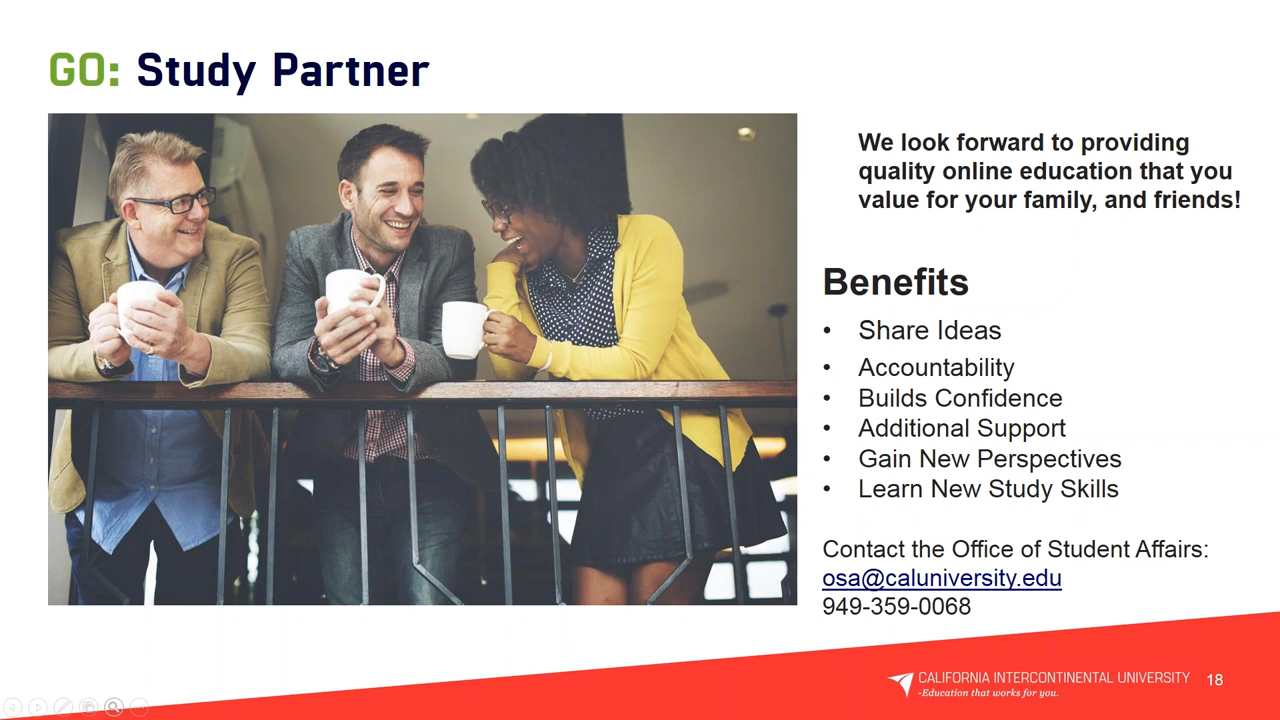 GO: Study Partner
We look forward to providing
quality online education that you
value for your family, and friends!
Benefits
• Share Ideas
• Accountability
• Builds Confidence
• Additional Support
• Gain New Perspectives
• Learn New Study Skills
Contact the Office of Student Affairs:
osa@caluniversity.edu
949-359-0068
CALIFORNIA INTERCONTINENTAL UNIVERSITY
-Education that works for you.
18